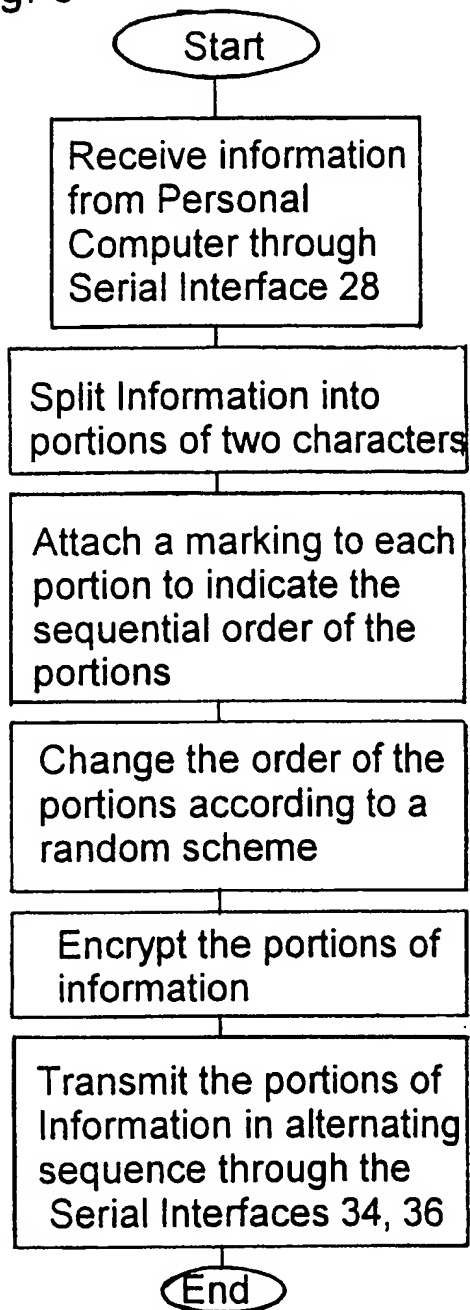 Start
Receive information
from Personal
Computer through
Serial Interface 28
Split Information into
portions of two characters
Attach a marking to each
portion to indicate the
sequential order of the
portions
Change the order of the
portions according to a
random scheme
Encrypt the portions of
information
Transmit the portions of
Information in alternating
sequence through the
Serial Interfaces 34, 36
End